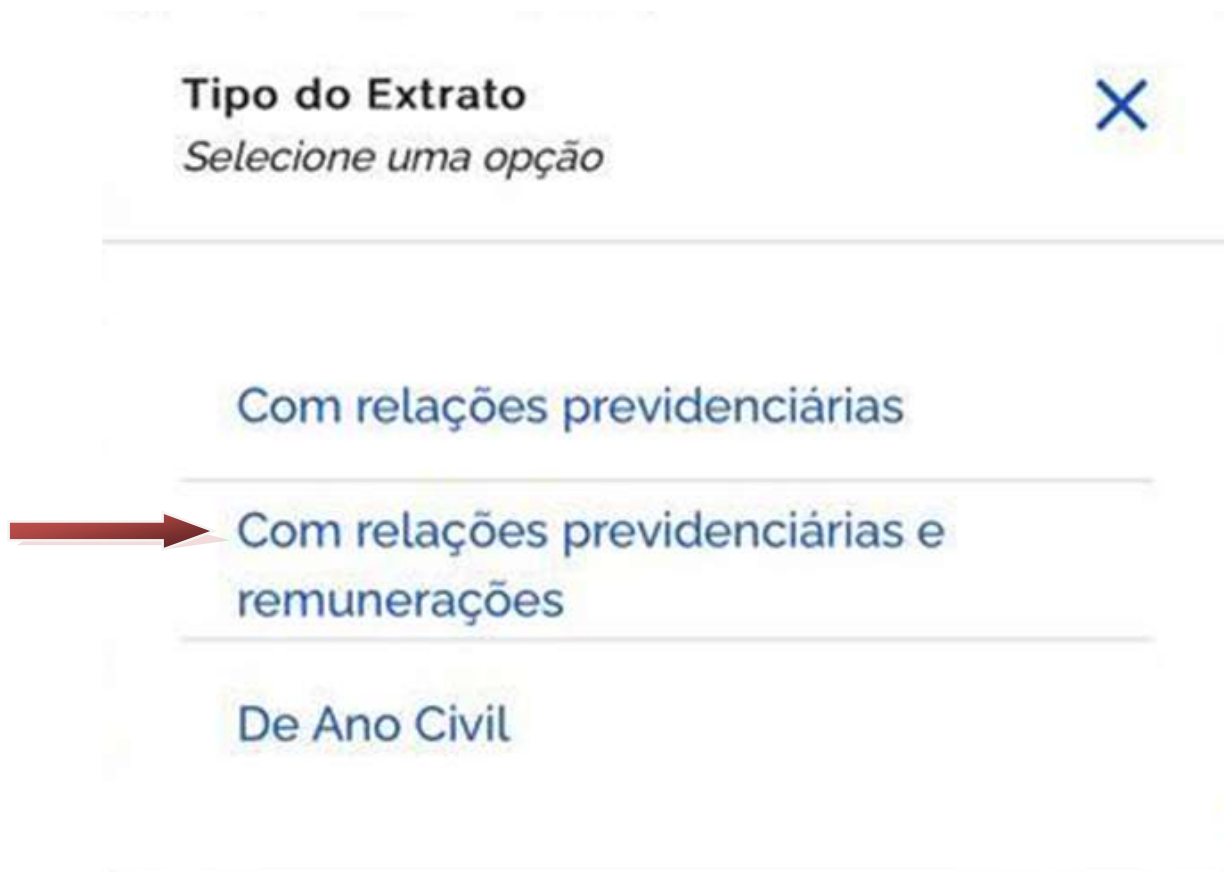 Tipo do Extrato
Selecione uma opção
Com relações previdenciárias
Com relações previdenciárias e
remunerações
De Ano Civil